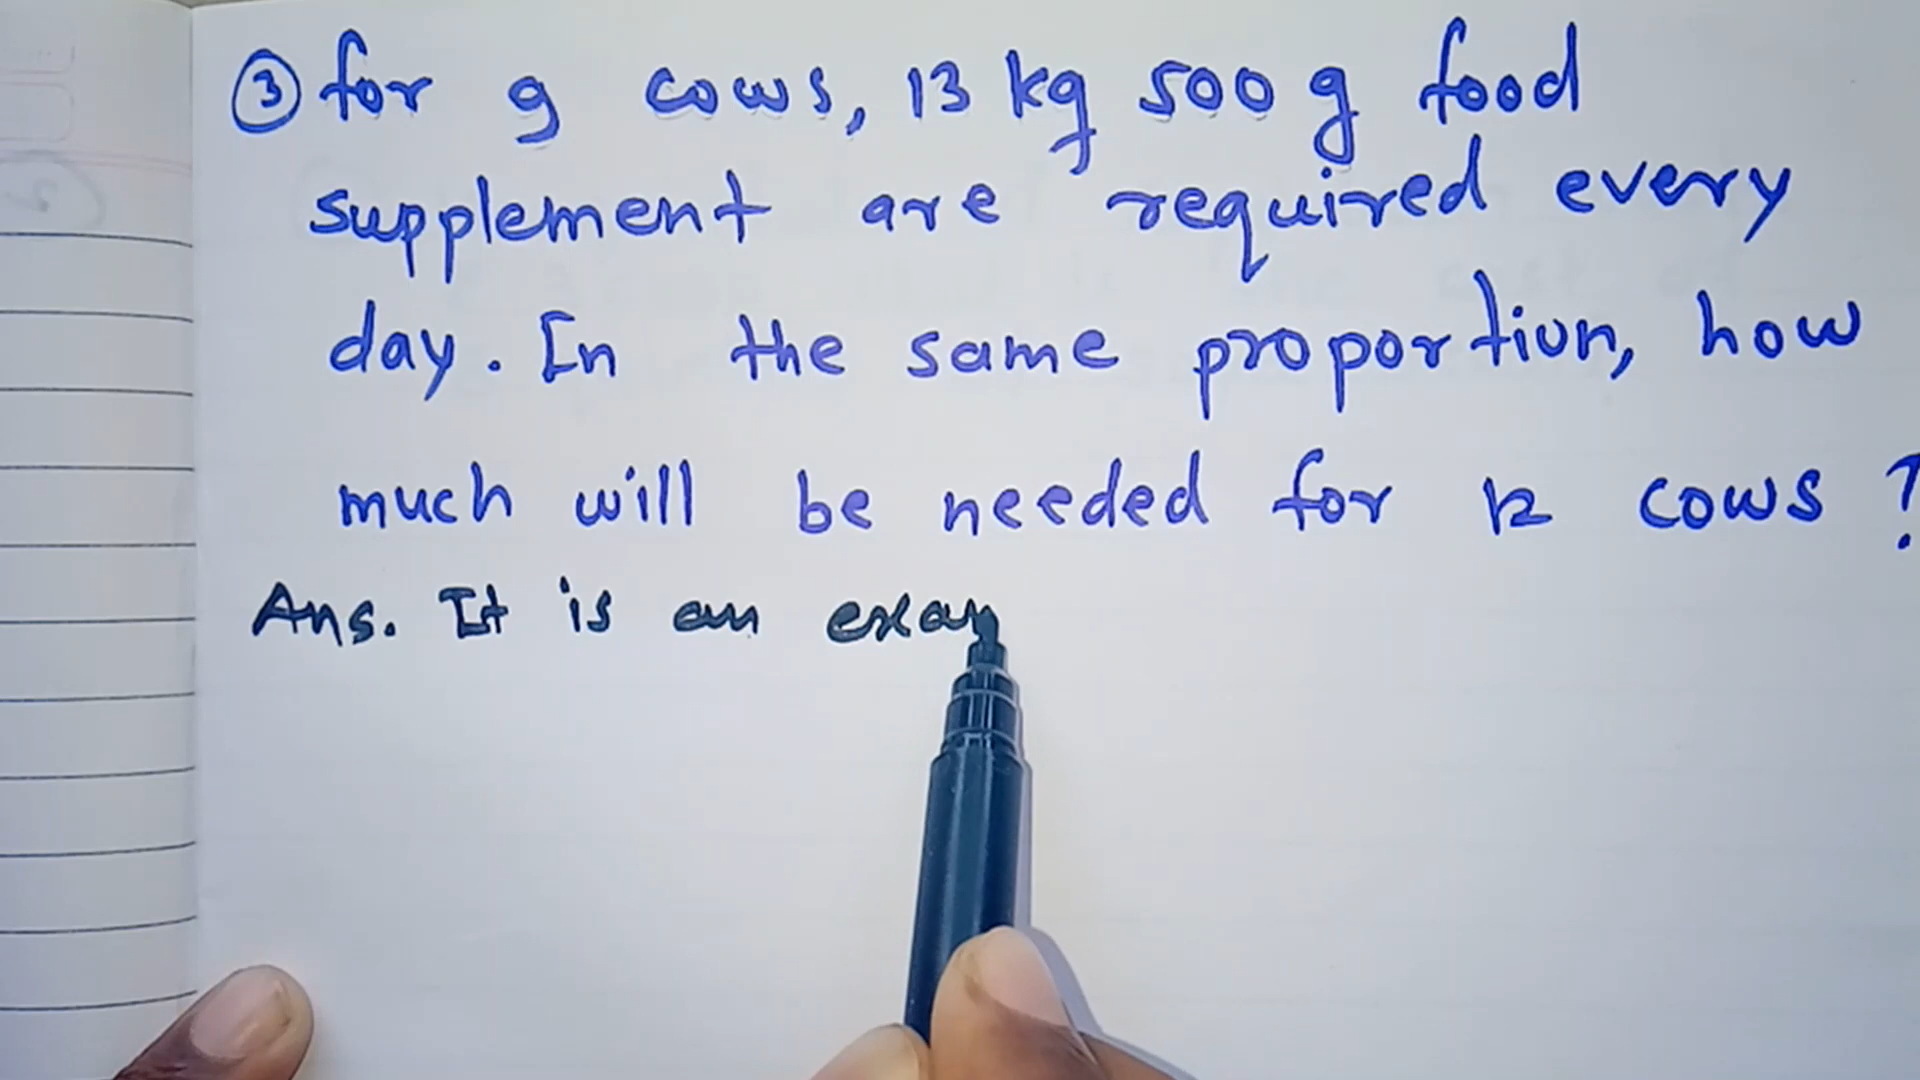 ③ for 9 cows, 13 kg 500 g food
supplement are required every
day. In the same proportion, how
much will be needed for 12 cows ?
Ans. It is an exam